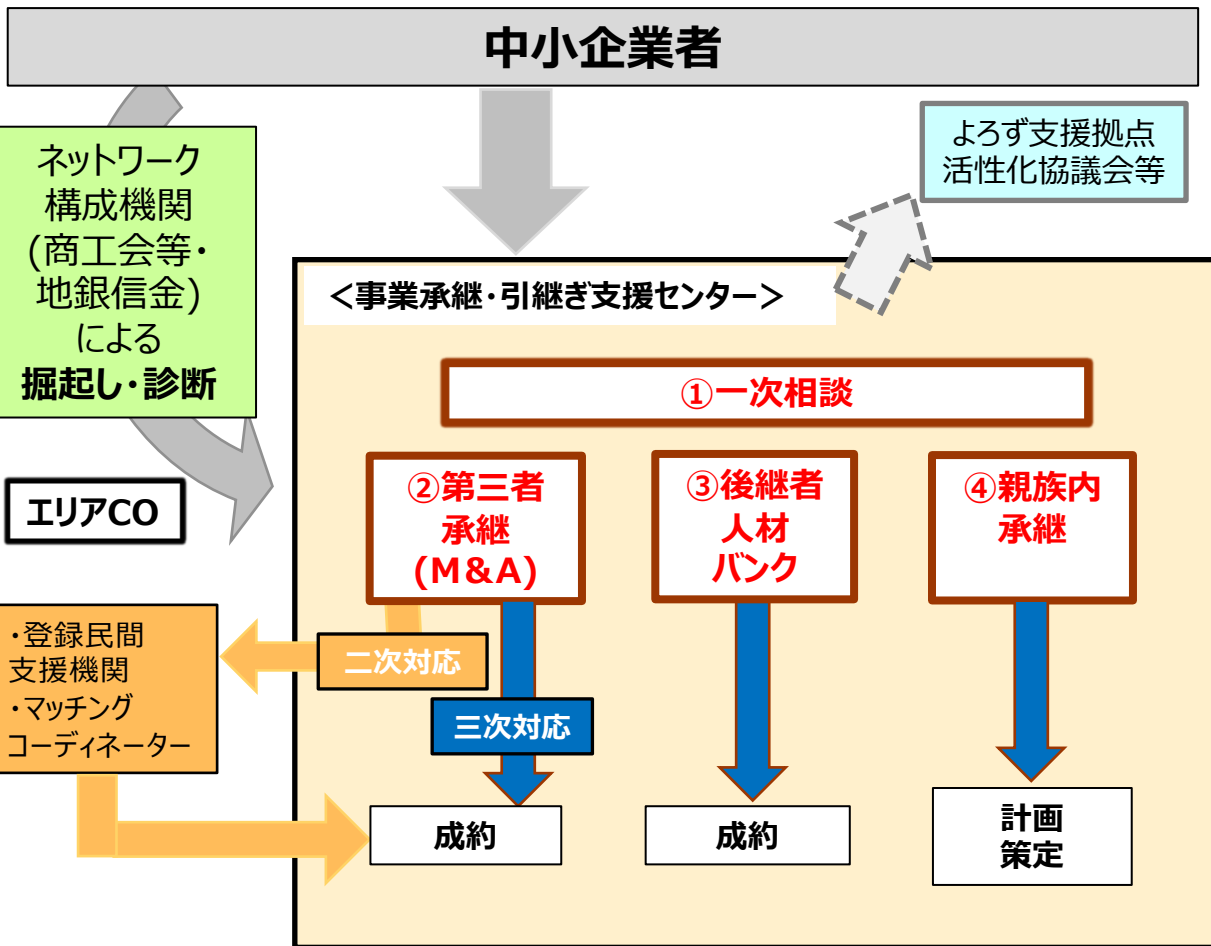 中小企業者
よろず支援拠点
活性化協議会等
ネットワーク
構成機関
(商工会等・
地銀信金)
による
掘起し・診断
<事業承継・引継ぎ支援センター>
①一次相談
エリアCO
②第三者
承継
(M&A)
③後継者
人材
バンク
④親族内
承継
・登録民間
支援機関
・マッチング
コーディネーター
二次対応
三次対応
成約
成約
計画
策定